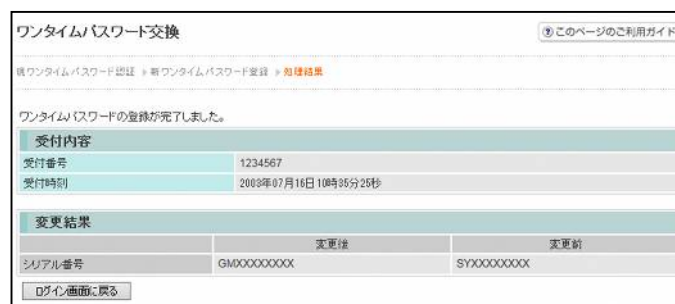 ワンタイムパスワード交換
? このページのご利用ガイド
現ワンタイムパスワード認証 » 新ワンタイムパスワード登録 » 処理結果
ワンタイムパスワードの登録が完了しました。
受付内容
受付番号 1234567
受付時刻 2003年07月16日10時35分25秒
変更結果
変更後 変更前
シリアル番号 GMXXXXXXXXX SYXXXXXXXXX
ログイン画面に戻る